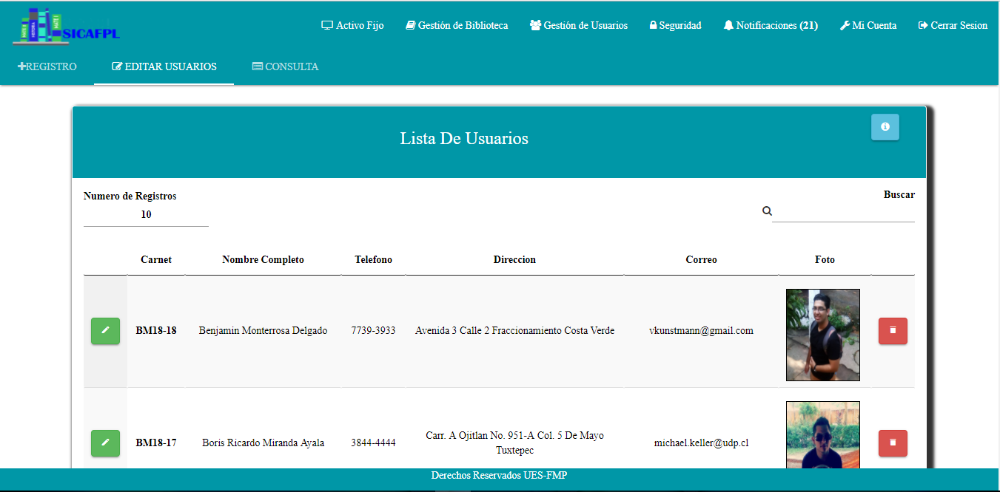 SICAFPL
HISTORIA
Activo Fijo
Gestión de Biblioteca
Gestión de Usuarios
Seguridad
Notificaciones (21)
Mi Cuenta
Cerrar Sesion
REGISTRO
EDITAR USUARIOS
CONSULTA
Lista De Usuarios
Numero de Registros
10
Buscar
Carnet
Nombre Completo
Telefono
Direccion
Correo
Foto
BM18-18
Benjamin Monterrosa Delgado
7739-3933
Avenida 3 Calle 2 Fraccionamiento Costa Verde
vkunstmann@gmail.com
BM18-17
Boris Ricardo Miranda Ayala
3844-4444
Carr. A Ojitlan No. 951-A Col. 5 De Mayo
Tuxtepec
michael.keller@udp.cl
Derechos Reservados UES-FMP